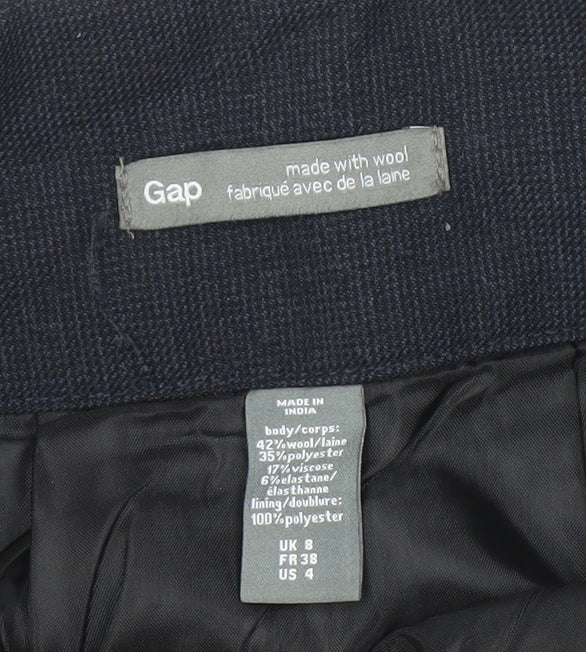 Gap
made with wool
fabriqué avec de la laine
MADE IN
INDIA
body/corps:
42%wool/laine
35%polyester
17%viscose
6%elastane/
élasthanne
lining/doublure:
100%polyester
UK 8
FR 38
US 4